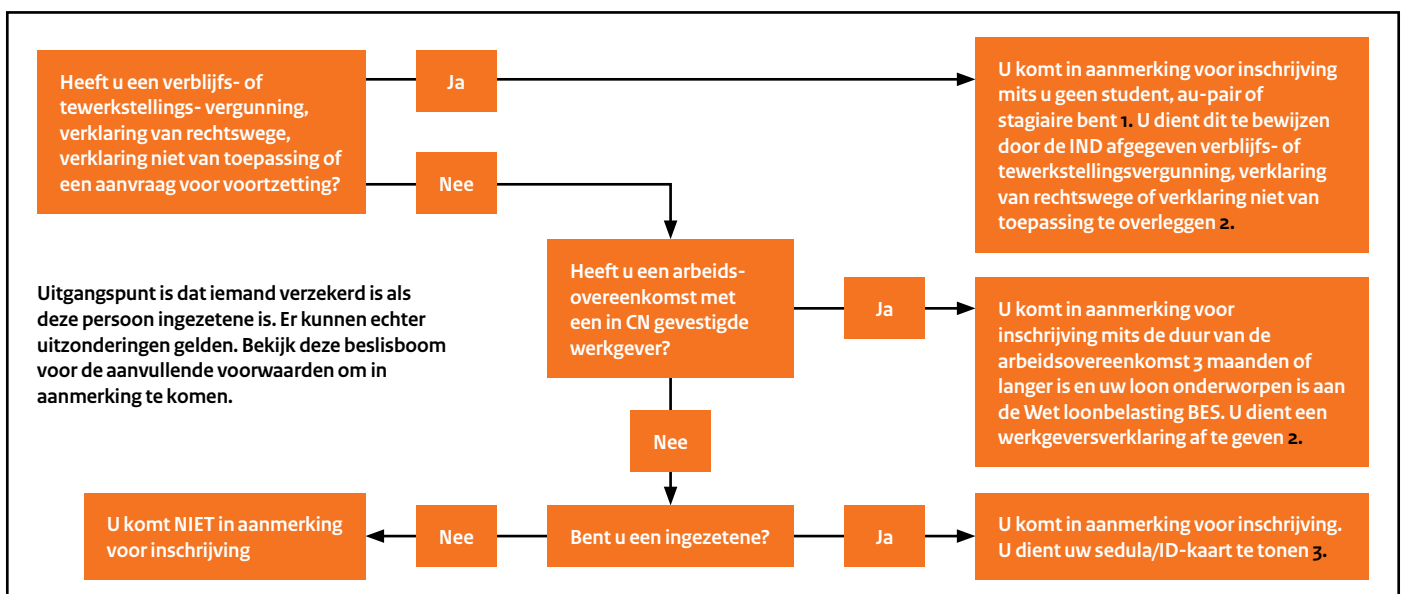 Heeft u een verblijfs- of
tewerkstellings- vergunning,
verklaring van rechtswege,
verklaring niet van toepassing of
een aanvraag voor voortzetting?
Ja
U komt in aanmerking voor inschrijving
mits u geen student, au-pair of
stagiaire bent 1. U dient dit te bewijzen
door de IND afgegeven verblijfs- of
tewerkstellingsvergunning, verklaring
van rechtswege of verklaring niet van
toepassing te overleggen 2.
Nee
Heeft u een arbeids-
overeenkomst met
een in CN gevestigde
werkgever?
Ja
U komt in aanmerking voor
inschrijving mits de duur van de
arbeidsovereenkomst 3 maanden of
langer is en uw loon onderworpen is aan
de Wet loonbelasting BES. U dient een
werkgeversverklaring af te geven 2.
Uitgangspunt is dat iemand verzekerd is als
deze persoon ingezetene is. Er kunnen echter
uitzonderingen gelden. Bekijk deze beslisboom
voor de aanvullende voorwaarden om in
aanmerking te komen.
Nee
Bent u een ingezetene?
Ja
U komt in aanmerking voor inschrijving.
U dient uw sedula/ID-kaart te tonen 3.
Nee
U komt NIET in aanmerking
voor inschrijving